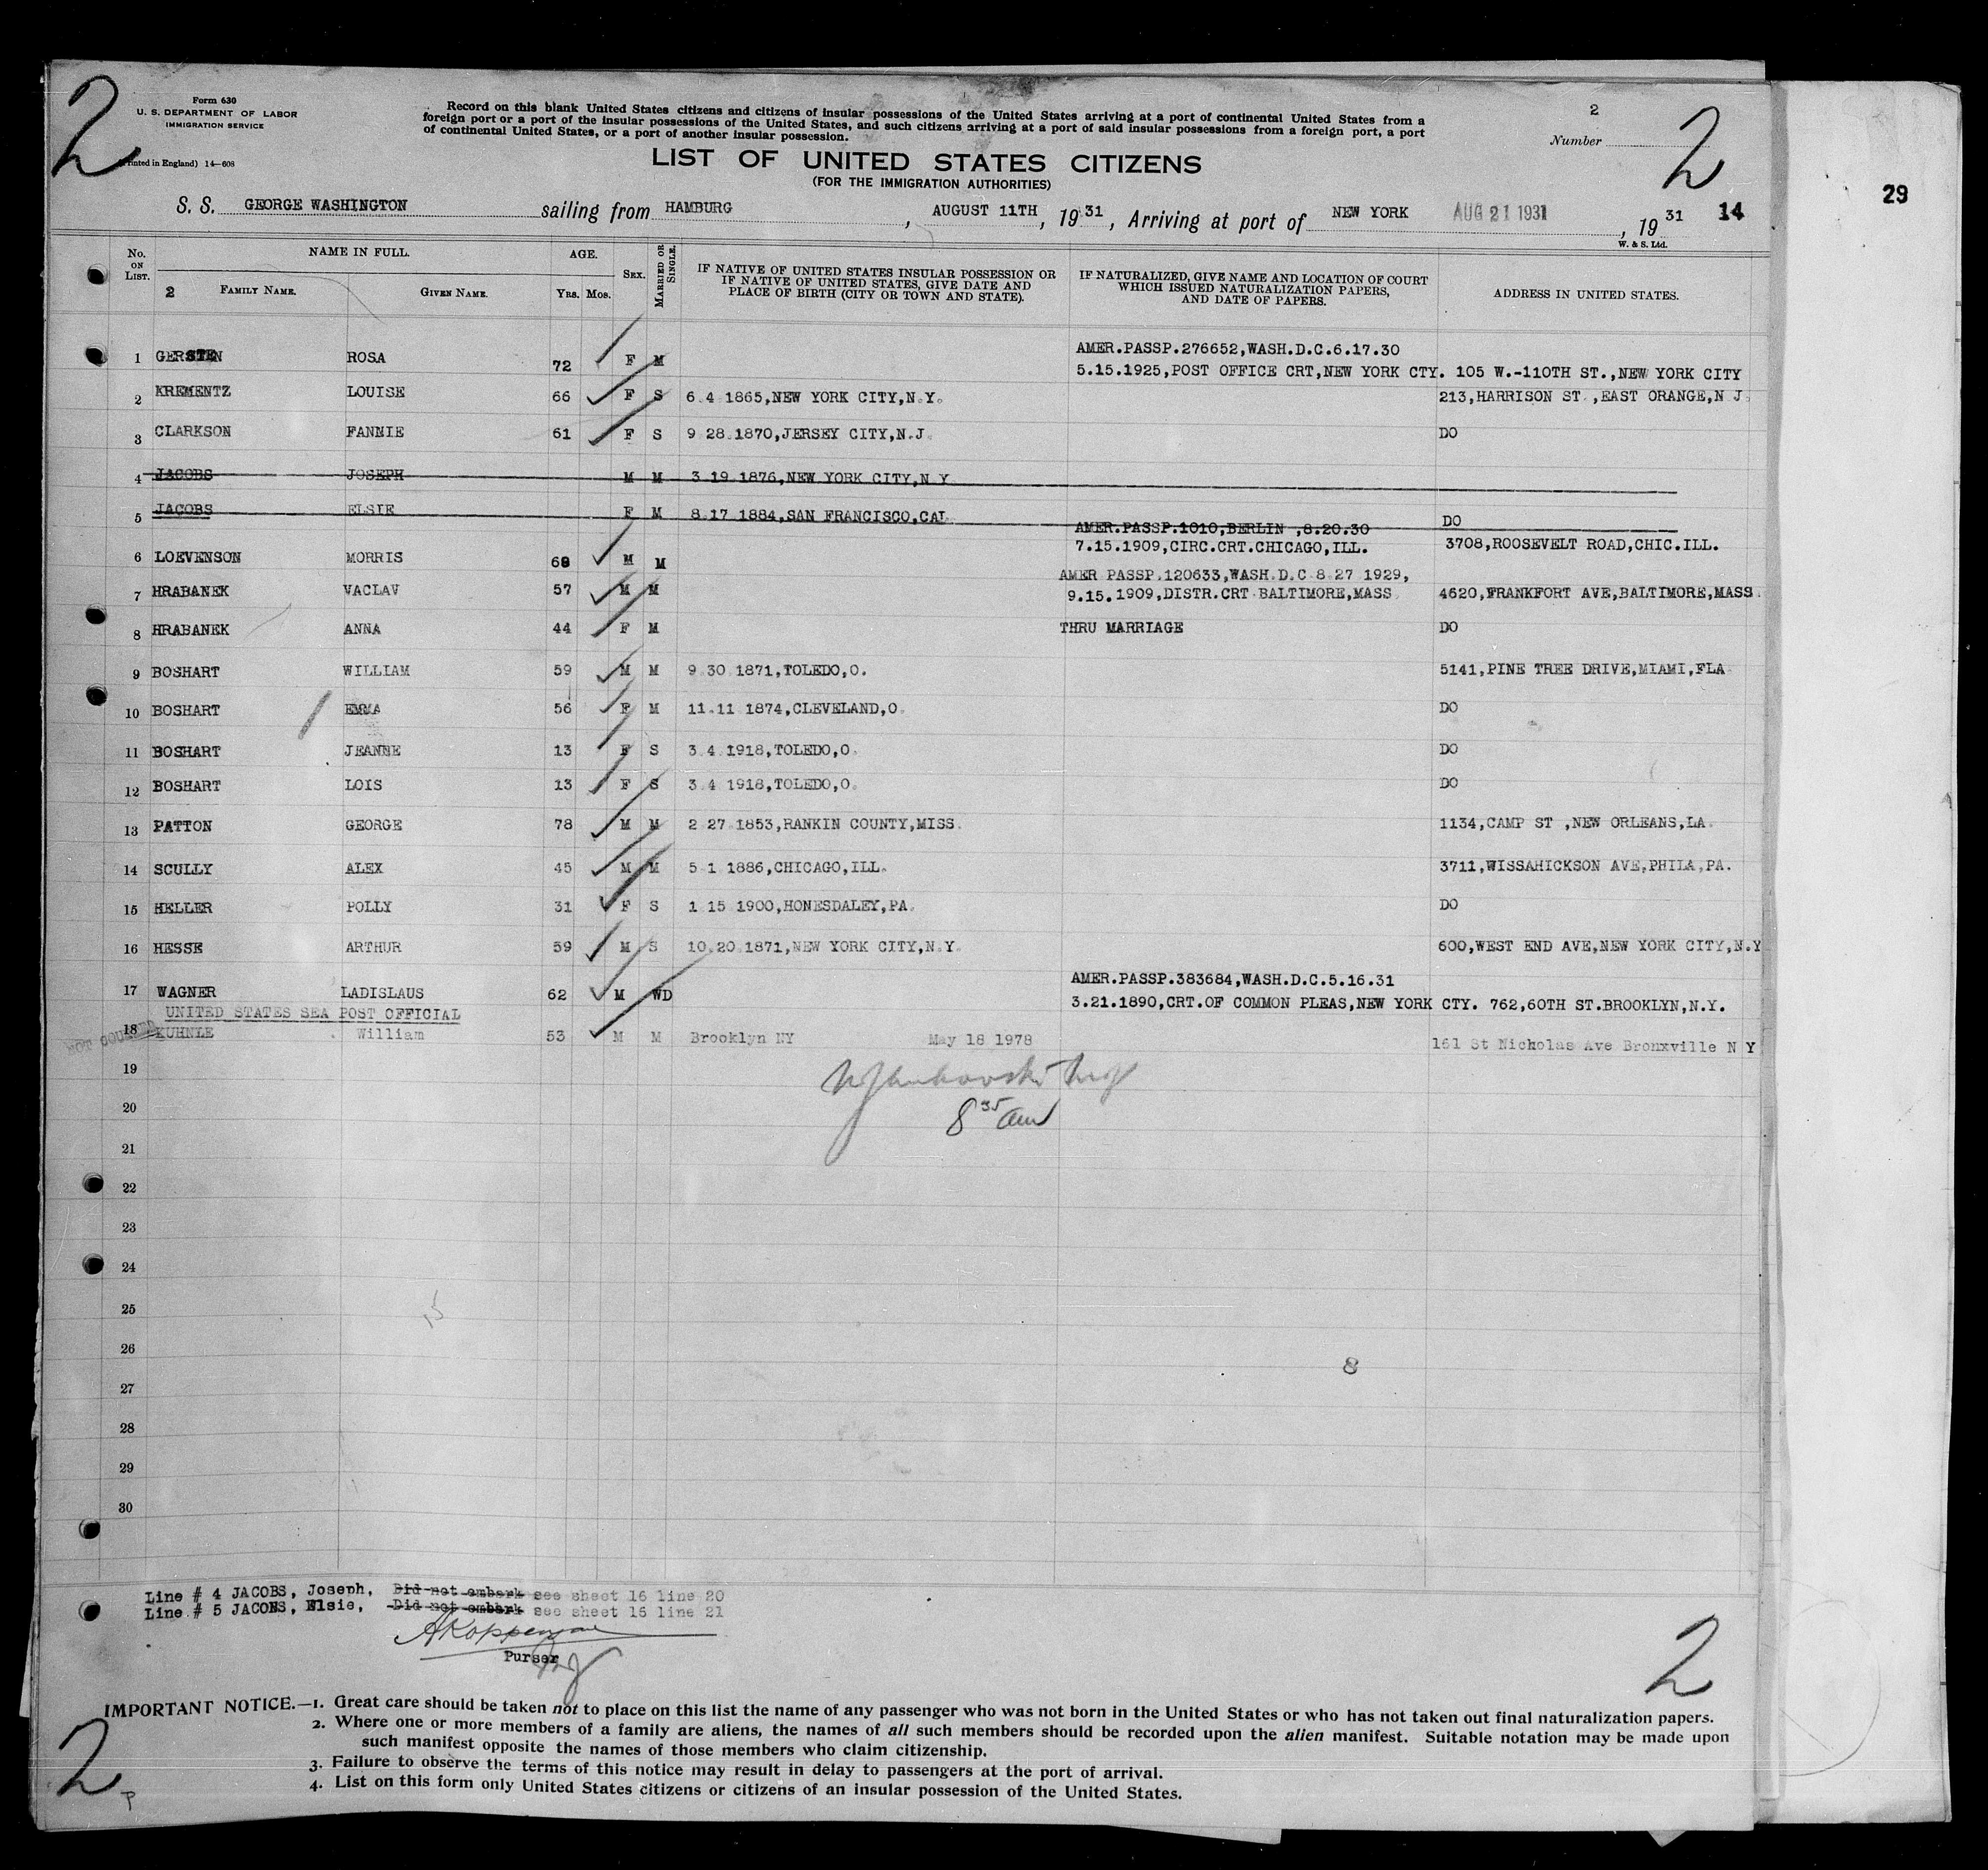 Form 630
U. S. DEPARTMENT OF LABOR
IMMIGRATION SERVICE
(Printed in England) 14—608
Record on this blank United States citizens and citizens of insular possessions of the United States arriving at a port of continental United States from a
foreign port or a port of the insular possessions of the United States, and such citizens arriving at a port of said insular possessions from a foreign port, a port
of continental United States, or a port of another insular possession.
LIST OF UNITED STATES CITIZENS
(FOR THE IMMIGRATION AUTHORITIES)
2
Number
2
2
29
S. S. GEORGE WASHINGTON sailing from HAMBURG, AUGUST 11TH, 1931, Arriving at port of NEW YORK AUG 21 1931, 1931 14
W. & S. Ltd.
No. ON LIST. NAME IN FULL. AGE. SEX. MARRIED OR SINGLE. IF NATIVE OF UNITED STATES INSULAR POSSESSION OR IF NATIVE OF UNITED STATES, GIVE DATE AND PLACE OF BIRTH (CITY OR TOWN AND STATE). IF NATURALIZED, GIVE NAME AND LOCATION OF COURT WHICH ISSUED NATURALIZATION PAPERS, AND DATE OF PAPERS. ADDRESS IN UNITED STATES.
2 FAMILY NAME. GIVEN NAME. Yrs. Mos.
AMER.PASSP.276652,WASH.D.C.6.17.30
1 GERSTEN ROSA 72 F M 5.15.1925,POST OFFICE CRT,NEW YORK CTY. 105 W.-110TH ST.,NEW YORK CITY
2 KREMENTZ LOUISE 66 F S 6.4 1865,NEW YORK CITY,N.Y. 213,HARRISON ST.,EAST ORANGE,N J.
3 CLARKSON FANNIE 61 F S 9 28.1870,JERSEY CITY,N.J. DO
4 JACOBS JOSEPH M M 3 19 1876,NEW YORK CITY,N Y
5 JACOBS ELSIE F M 8.17 1884,SAN FRANCISCO,CAL. DO
AMER.PASSP.1010,BERLIN ,8.20.30
6 LOEVENSON MORRIS 68 M M 7.15.1909,CIRC.CRT.CHICAGO,ILL. 3708,ROOSEVELT ROAD,CHIC.ILL.
AMER PASSP.120633,WASH.D.C 8 27 1929,
7 HRABANEK VACLAV 57 M M 9.15.1909,DISTR.CRT BALTIMORE,MASS. 4620,FRANKFORT AVE,BALTIMORE,MASS.
8 HRABANEK ANNA 44 F M THRU MARRIAGE DO
9 BOSHART WILLIAM 59 M M 9 30 1871,TOLEDO,O. 5141,PINE TREE DRIVE,MIAMI,FLA
10 BOSHART EMMA 56 F M 11.11 1874,CLEVELAND,O. DO
11 BOSHART JEANNE 13 F S 3 4 1918,TOLEDO,O. DO
12 BOSHART LOIS 13 F S 3 4 1918,TOLEDO,O. DO
13 PATTON GEORGE 78 M M 2 27 1853,RANKIN COUNTY,MISS. 1134,CAMP ST ,NEW ORLEANS,LA.
14 SCULLY ALEX 45 M M 5 1 1886,CHICAGO,ILL. 3711,WISSAHICKSON AVE,PHILA,PA.
15 HELLER POLLY 31 F S 1 15 1900,HONESDALEY,PA. DO
16 HESSE ARTHUR 59 M S 10.20.1871,NEW YORK CITY,N.Y. 600,WEST END AVE,NEW YORK CITY,N.Y
AMER.PASSP.383684,WASH.D.C.5.16.31
17 WAGNER LADISLAUS 62 M WD 3.21.1890,CRT.OF COMMON PLEAS,NEW YORK CTY. 762,60TH ST.BROOKLYN,N.Y.
UNITED STATES SEA POST OFFICIAL
NOT COUNTED 18 KUHNLE William 53 M M Brooklyn NY May 18 1978 161 St Nicholas Ave Bronxville N Y
19
8 35 am
20
21
22
23
24
25
26
8
27
28
29
30
Line # 4 JACOBS, Joseph, Did not embark see sheet 16 line 20
Line # 5 JACOBS, Elsie, Did not embark see sheet 16 line 21
Purser
2
IMPORTANT NOTICE.—1. Great care should be taken not to place on this list the name of any passenger who was not born in the United States or who has not taken out final naturalization papers.
2. Where one or more members of a family are aliens, the names of all such members should be recorded upon the alien manifest. Suitable notation may be made upon
such manifest opposite the names of those members who claim citizenship.
3. Failure to observe the terms of this notice may result in delay to passengers at the port of arrival.
4. List on this form only United States citizens or citizens of an insular possession of the United States.
2